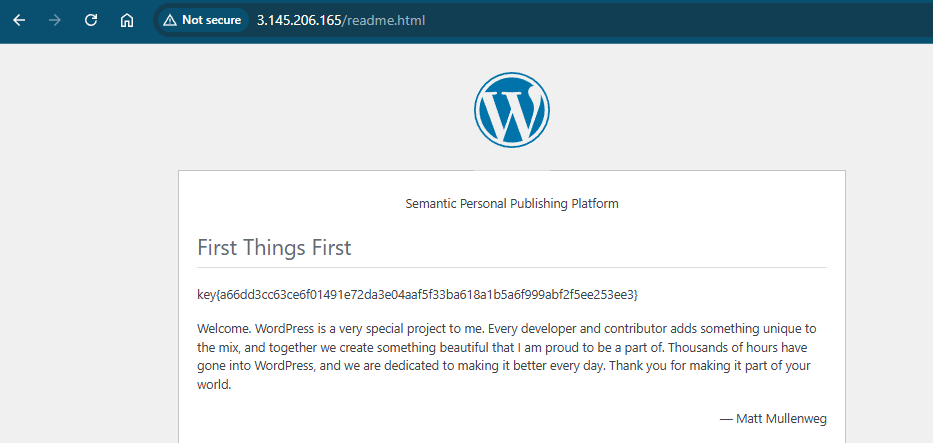 Not secure 3.145.206.165/readme.html
W
Semantic Personal Publishing Platform
First Things First
key{a66dd3cc63ce6f01491e72da3e04aaf5f33ba618a1b5a6f999abf2f5ee253ee3}
Welcome. WordPress is a very special project to me. Every developer and contributor adds something unique to
the mix, and together we create something beautiful that I am proud to be a part of. Thousands of hours have
gone into WordPress, and we are dedicated to making it better every day. Thank you for making it part of your
world.
— Matt Mullenweg